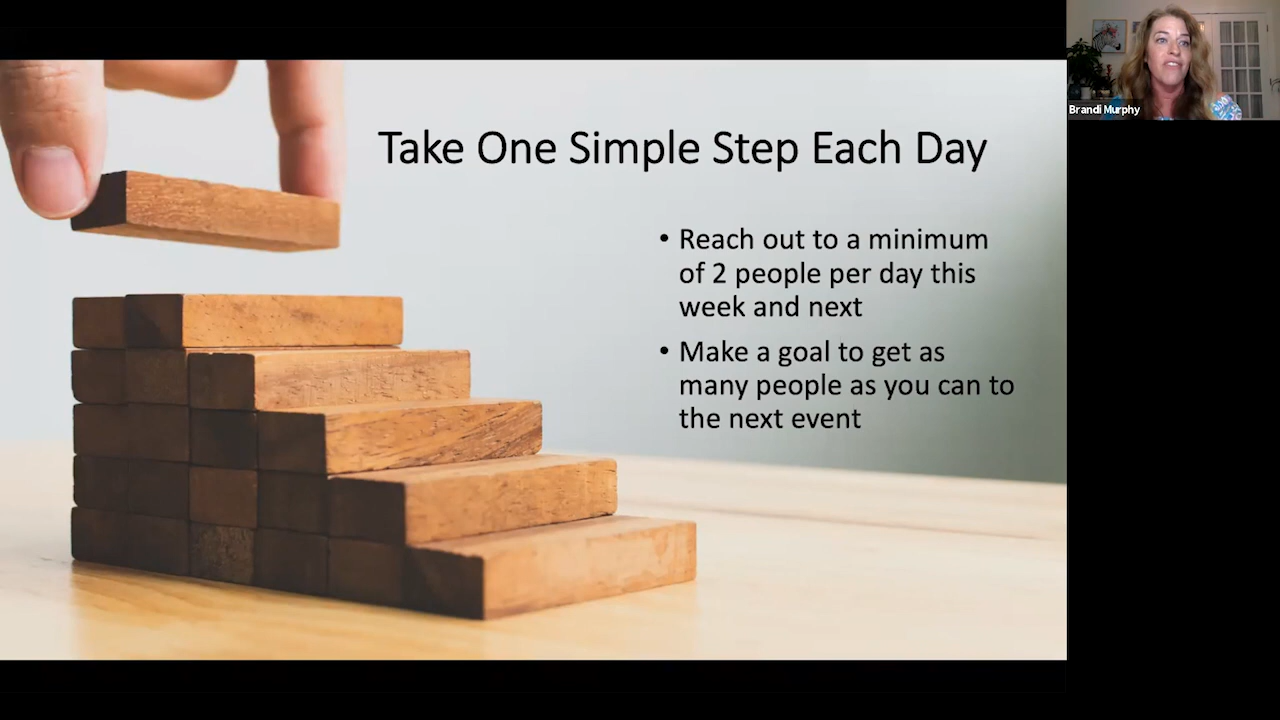 Take One Simple Step Each Day
• Reach out to a minimum
of 2 people per day this
week and next
• Make a goal to get as
many people as you can to
the next event
Brandi Murphy